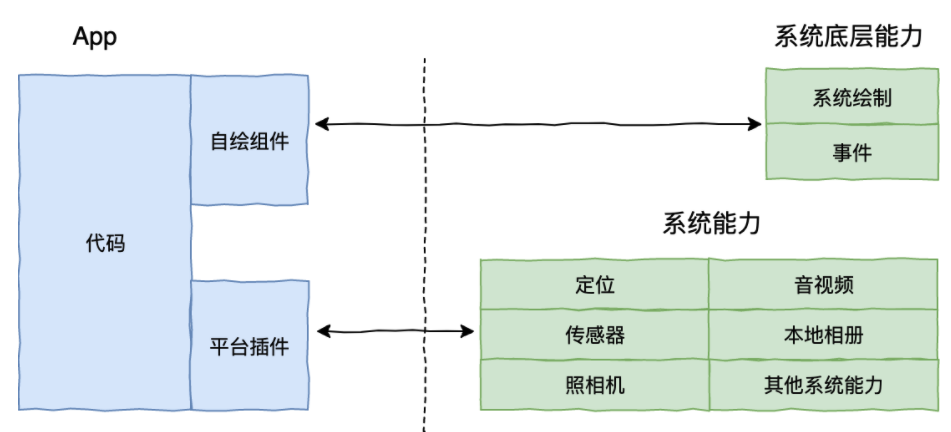 App
系统底层能力
自绘组件
系统绘制
事件
代码
系统能力
平台插件
定位
音视频
传感器
本地相册
照相机
其他系统能力